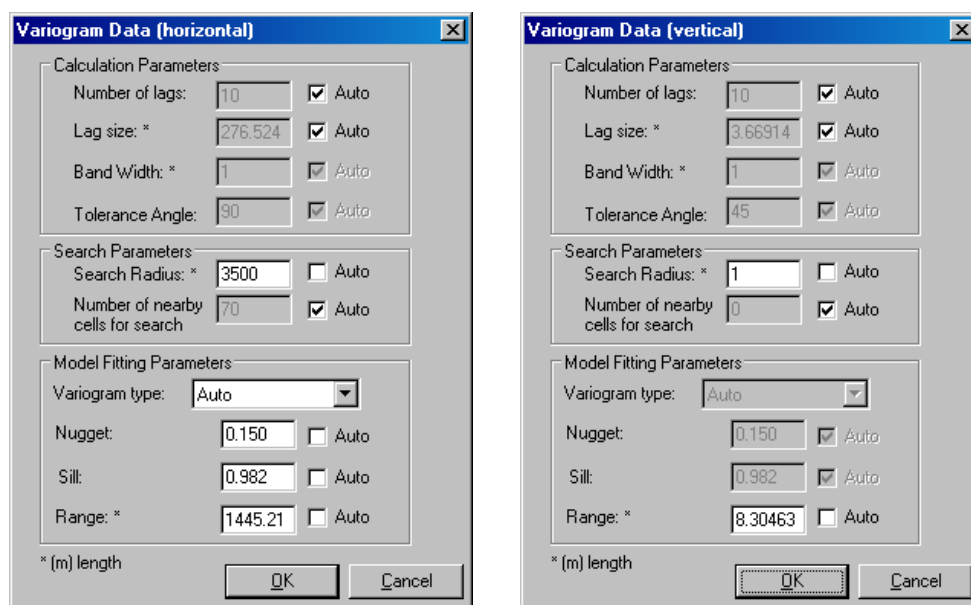 Variogram Data (horizontal)
Calculation Parameters
Number of lags: 10 Auto
Lag size: * 276.524 Auto
Band Width: * 1 Auto
Tolerance Angle: 90 Auto
Search Parameters
Search Radius: * 3500 Auto
Number of nearby
cells for search 70 Auto
Model Fitting Parameters
Variogram type: Auto
Nugget: 0.150 Auto
Sill: 0.982 Auto
Range: * 1445.21 Auto
* (m) length
OK Cancel
Variogram Data (vertical)
Calculation Parameters
Number of lags: 10 Auto
Lag size: * 3.66914 Auto
Band Width: * 1 Auto
Tolerance Angle: 45 Auto
Search Parameters
Search Radius: * 1 Auto
Number of nearby
cells for search 0 Auto
Model Fitting Parameters
Variogram type: Auto
Nugget: 0.150 Auto
Sill: 0.982 Auto
Range: * 8.30463 Auto
* (m) length
OK Cancel